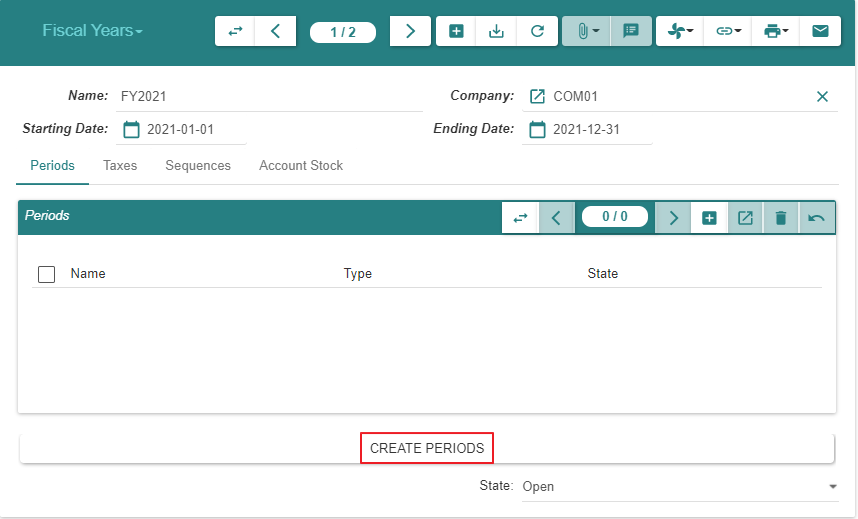 Fiscal Years
1 / 2
Name: FY2021 Company: COM01
Starting Date: 2021-01-01 Ending Date: 2021-12-31
Periods Taxes Sequences Account Stock
Periods 0 / 0
Name Type State
CREATE PERIODS
State: Open